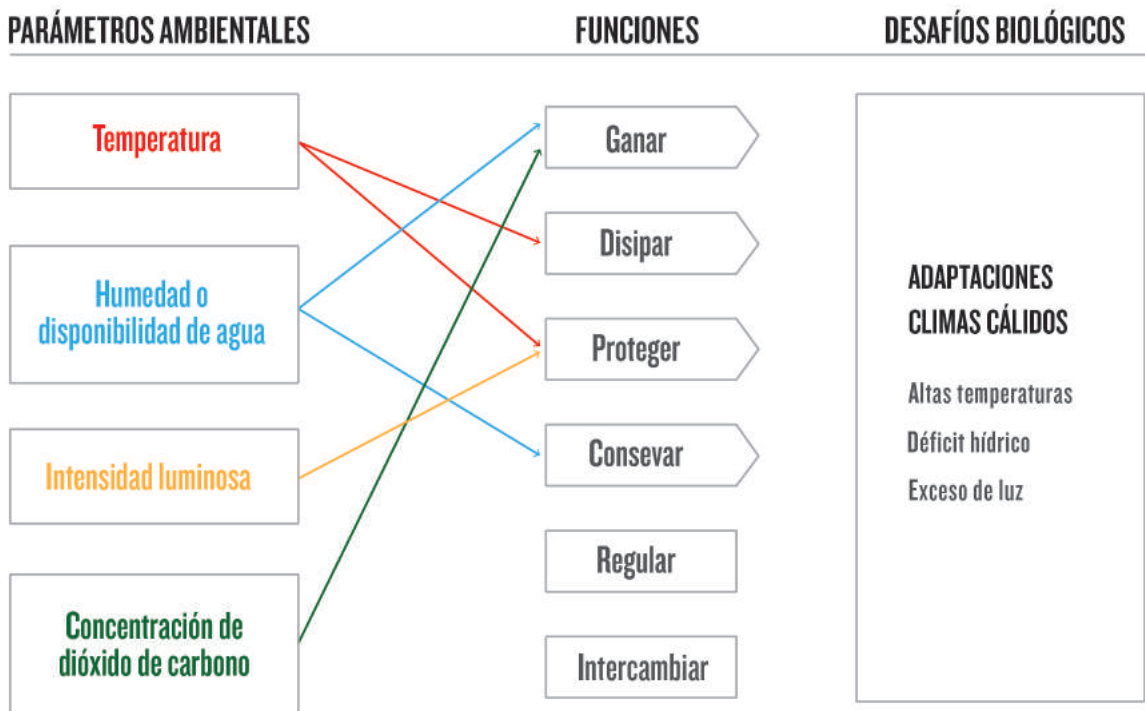 PARÁMETROS AMBIENTALES
FUNCIONES
DESAFÍOS BIOLÓGICOS
Temperatura
Humedad o
disponibilidad de agua
Intensidad luminosa
Concentración de
dióxido de carbono
Ganar
Disipar
Proteger
Consevar
Regular
Intercambiar
ADAPTACIONES
CLIMAS CÁLIDOS
Altas temperaturas
Déficit hídrico
Exceso de luz